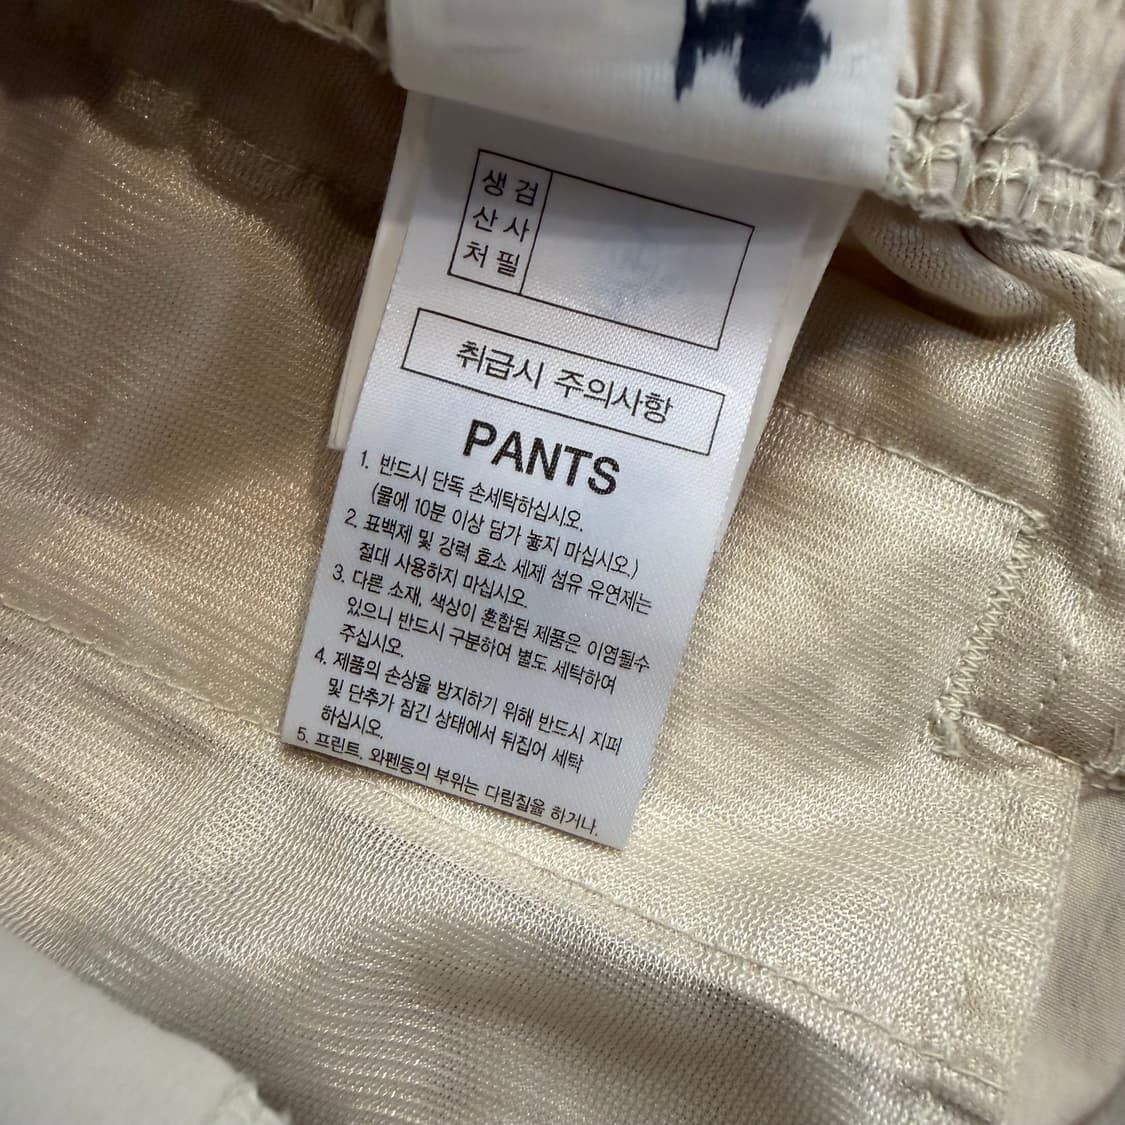 생 검
산 사
처 필
취급시 주의사항
PANTS
1. 반드시 단독 손세탁하십시오.
(물에 10분 이상 담가 놓지 마십시오.)
2. 표백제 및 강력 효소 세제 섬유 유연제는
절대 사용하지 마십시오.
3. 다른 소재, 색상이 혼합된 제품은 이염될수
있으니 반드시 구분하여 별도 세탁하여
주십시오.
4. 제품의 손상을 방지하기 위해 반드시 지퍼
및 단추가 잠긴 상태에서 뒤집어 세탁
하십시오.
5. 프린트, 와펜등의 부위는 다림질을 하거나,